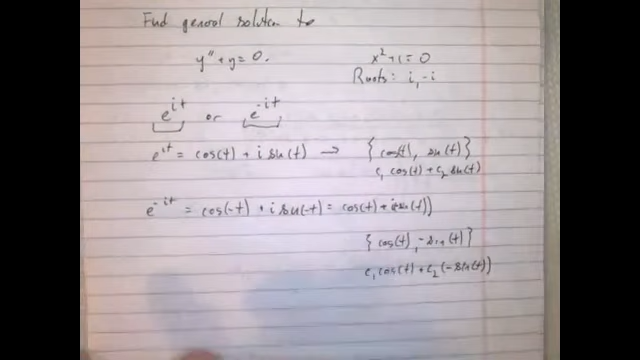 Find general solution to
y'' + y = 0.
x² + 1 = 0
Roots: i, -i
e^{it} or e^{-it}
e^{it} = cos(t) + i sin(t) → {cos(t), sin(t)}
c₁ cos(t) + c₂ sin(t)
e^{-it} = cos(-t) + i sin(-t) = cos(t) + i
{cos(t), -sin(t)}
c₁ cos(t) + c₂ (-sin(t))